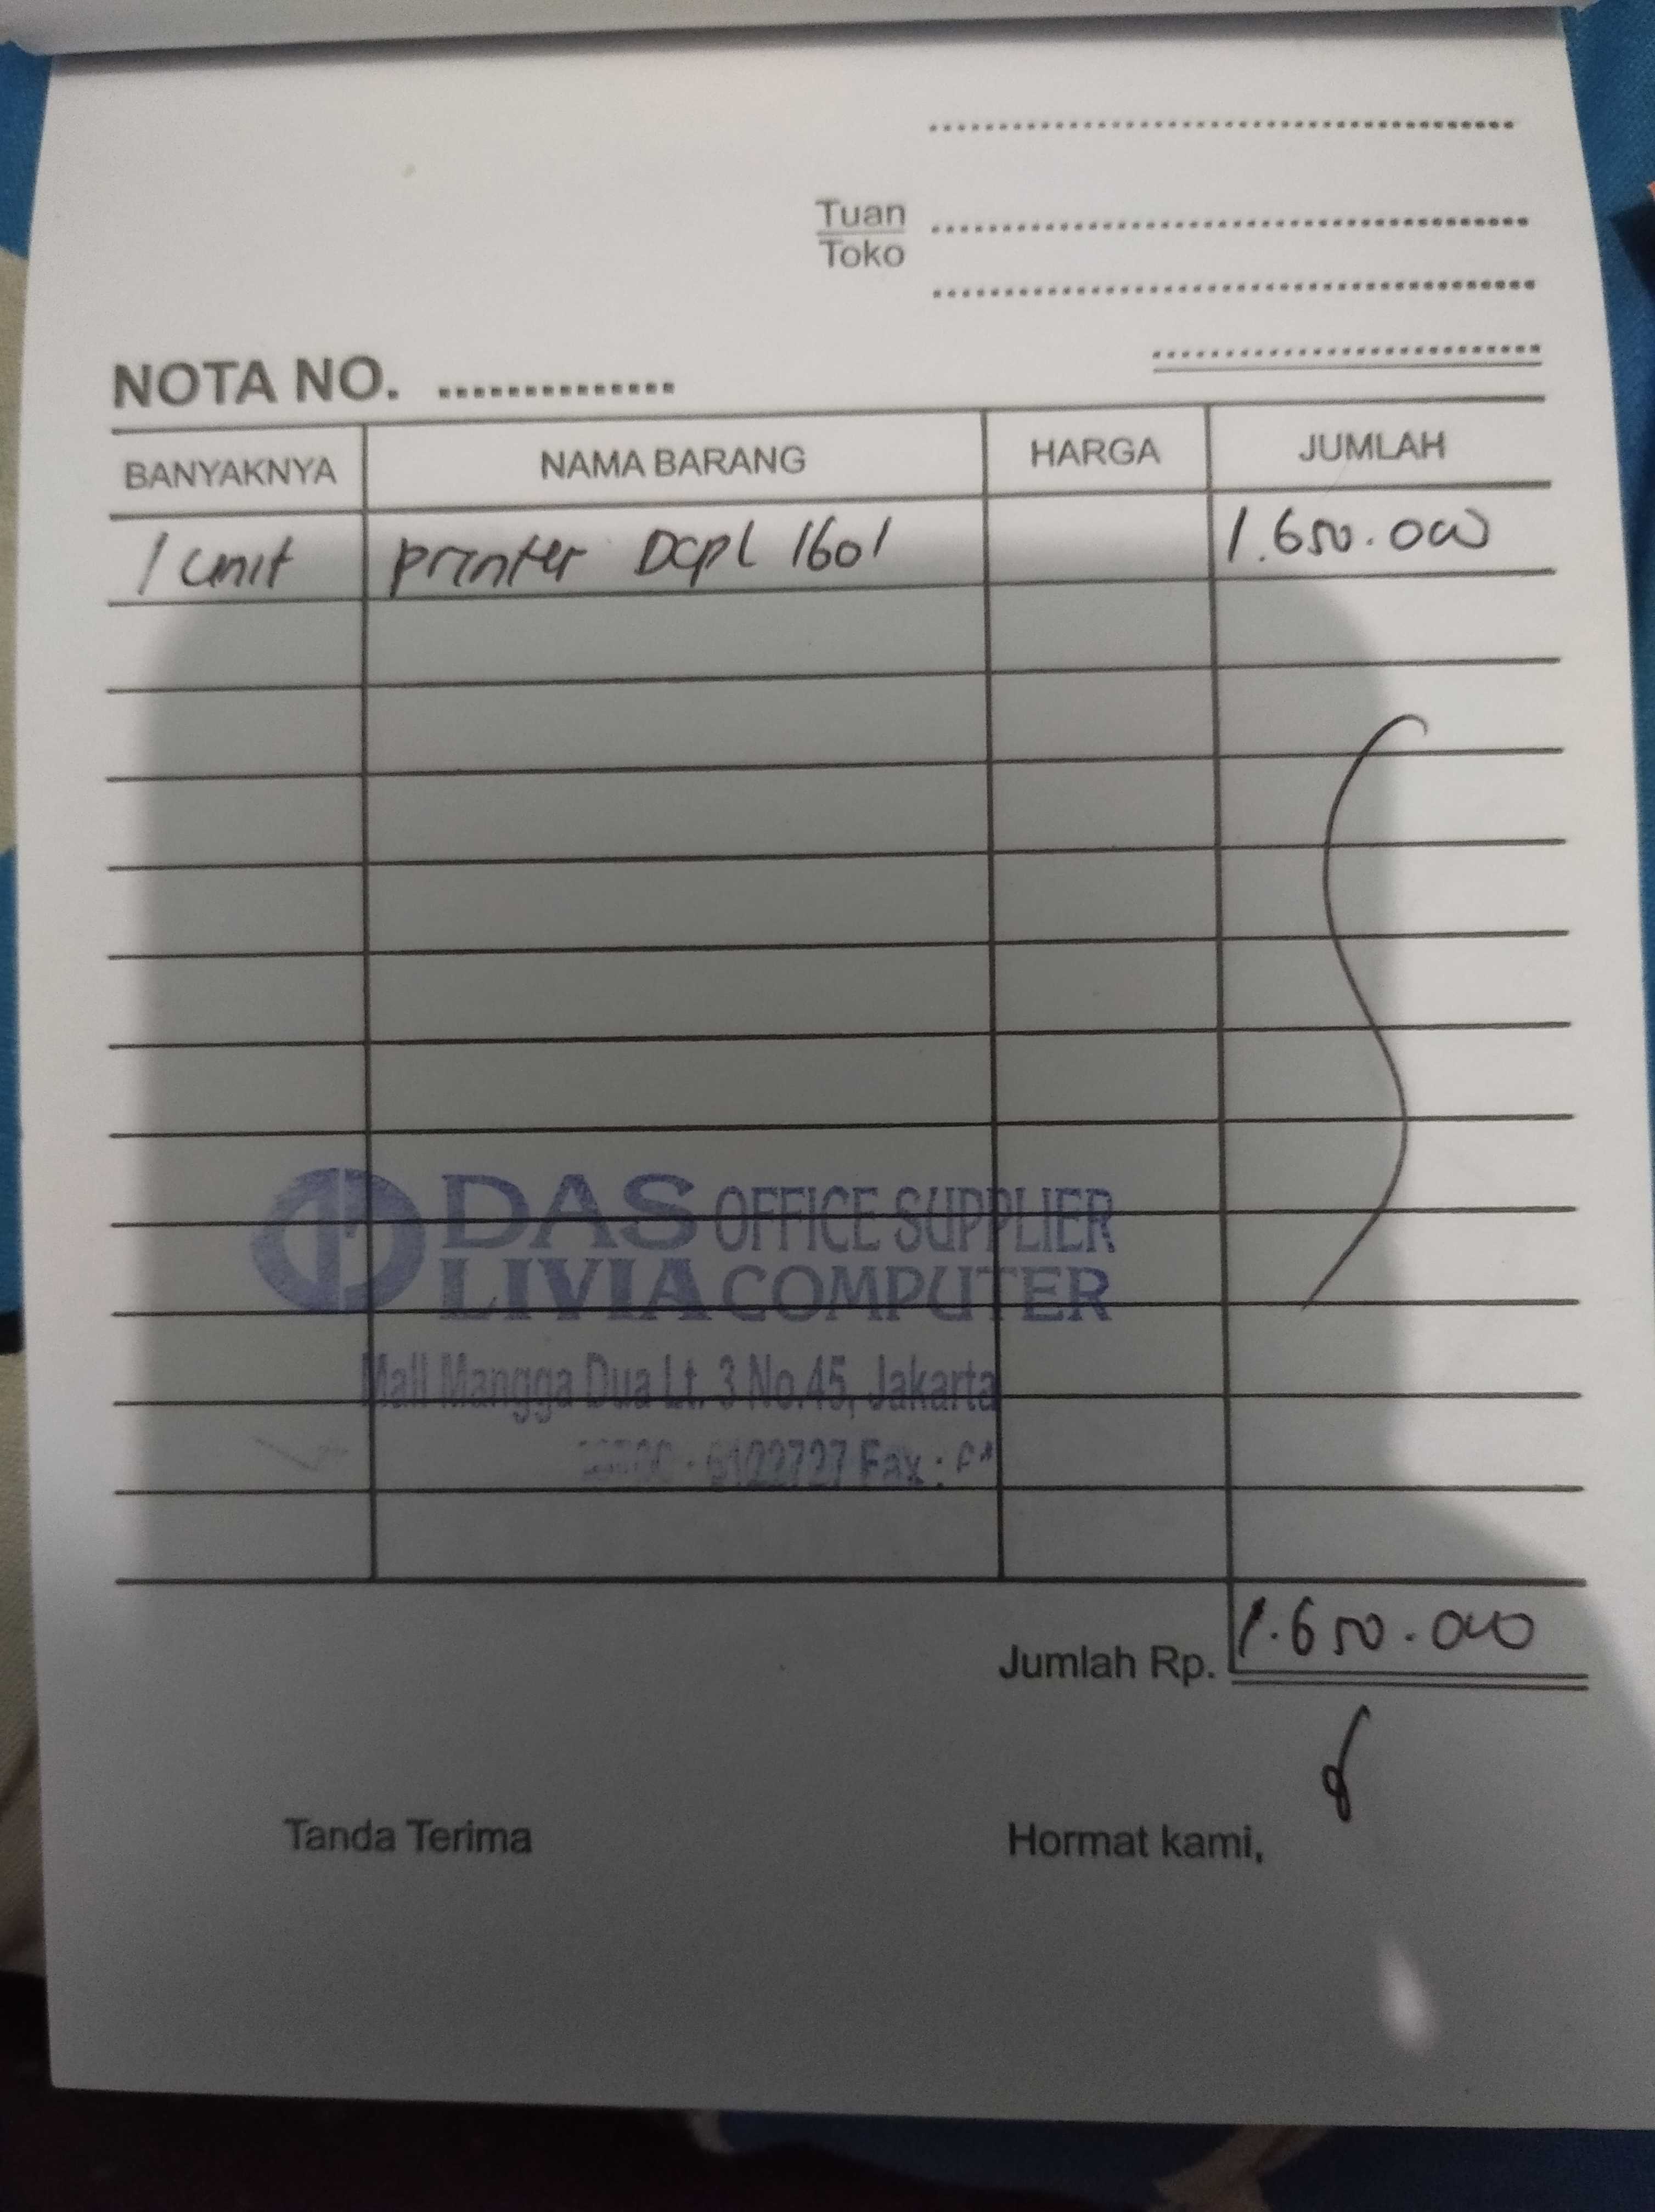 Tuan
Toko
NOTA NO.
BANYAKNYA NAMA BARANG HARGA JUMLAH
1 unit printer Dcpl 1601 1.650.000
DAS OFFICE SUPPLIER
LIVIA COMPUTER
Mall Mangga Dua Lt. 3 No.45, Jakarta
6122727 Fax :
Jumlah Rp. 1.650.000
Tanda Terima Hormat kami,